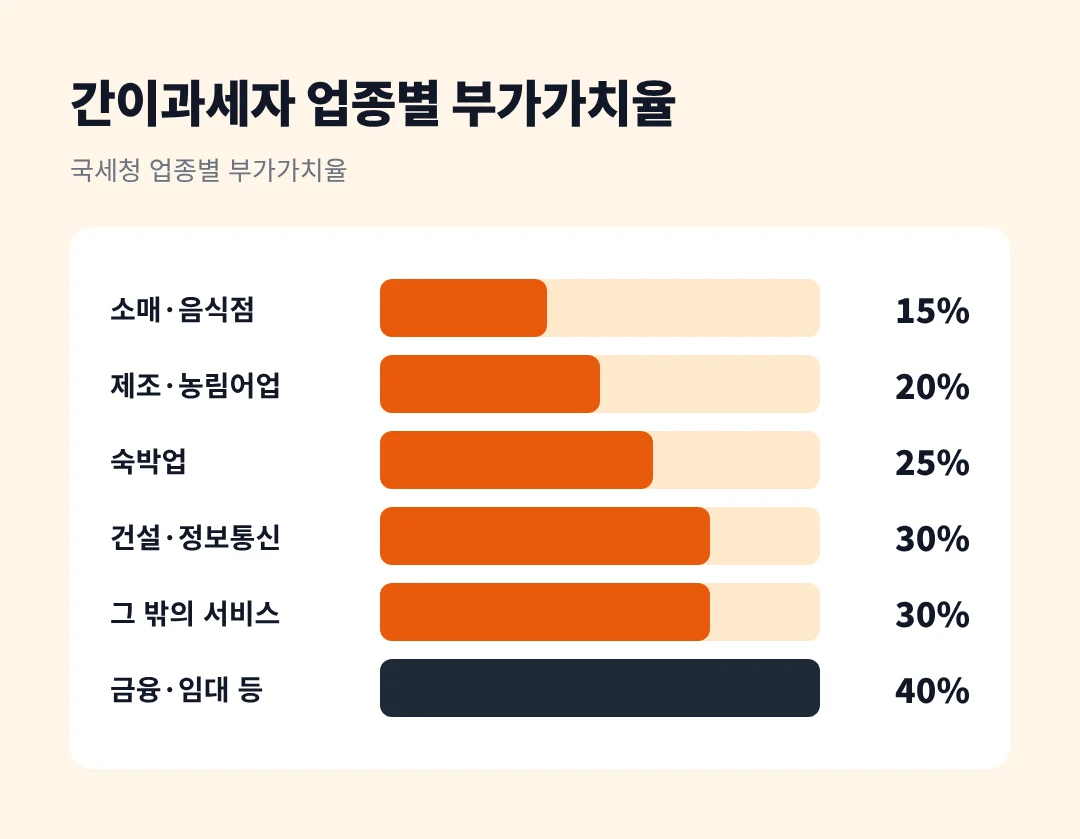 간이과세자 업종별 부가가치율
국세청 업종별 부가가치율
소매·음식점 15%
제조·농림어업 20%
숙박업 25%
건설·정보통신 30%
그 밖의 서비스 30%
금융·임대 등 40%